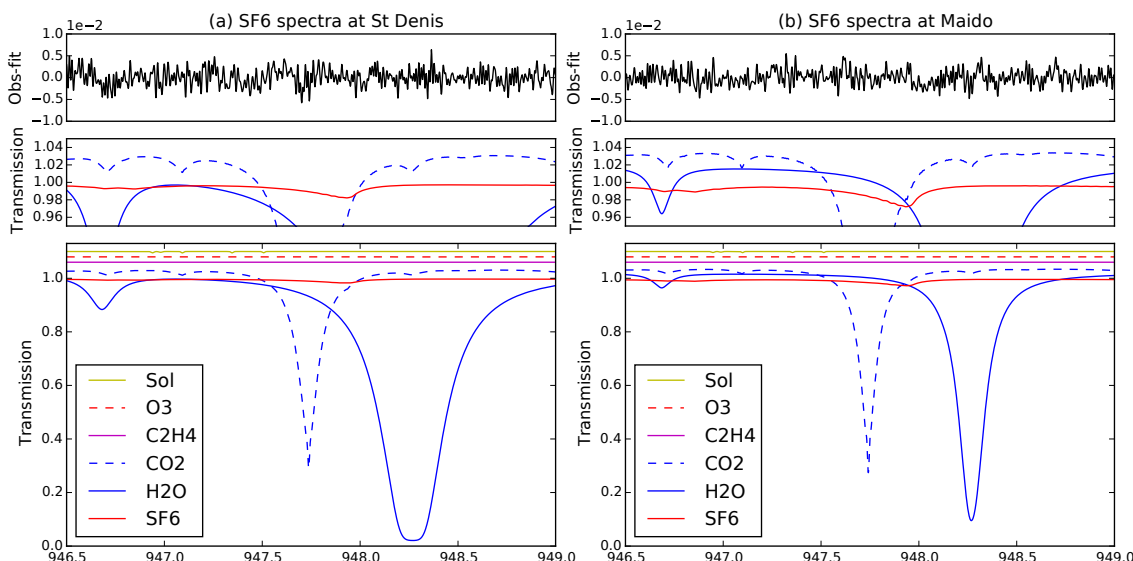 (a) SF6 spectra at St Denis
1e−2
Obs-fit
1.0
0.5
0.0
−0.5
−1.0
Transmission
1.04
1.02
1.00
0.98
0.96
Transmission
1.0
0.8
0.6
0.4
0.2
0.0
Sol
O3
C2H4
CO2
H2O
SF6
946.5 947.0 947.5 948.0 948.5 949.0
(b) SF6 spectra at Maido
1e−2
Obs-fit
1.0
0.5
0.0
−0.5
−1.0
Transmission
1.04
1.02
1.00
0.98
0.96
Transmission
1.0
0.8
0.6
0.4
0.2
0.0
Sol
O3
C2H4
CO2
H2O
SF6
946.5 947.0 947.5 948.0 948.5 949.0